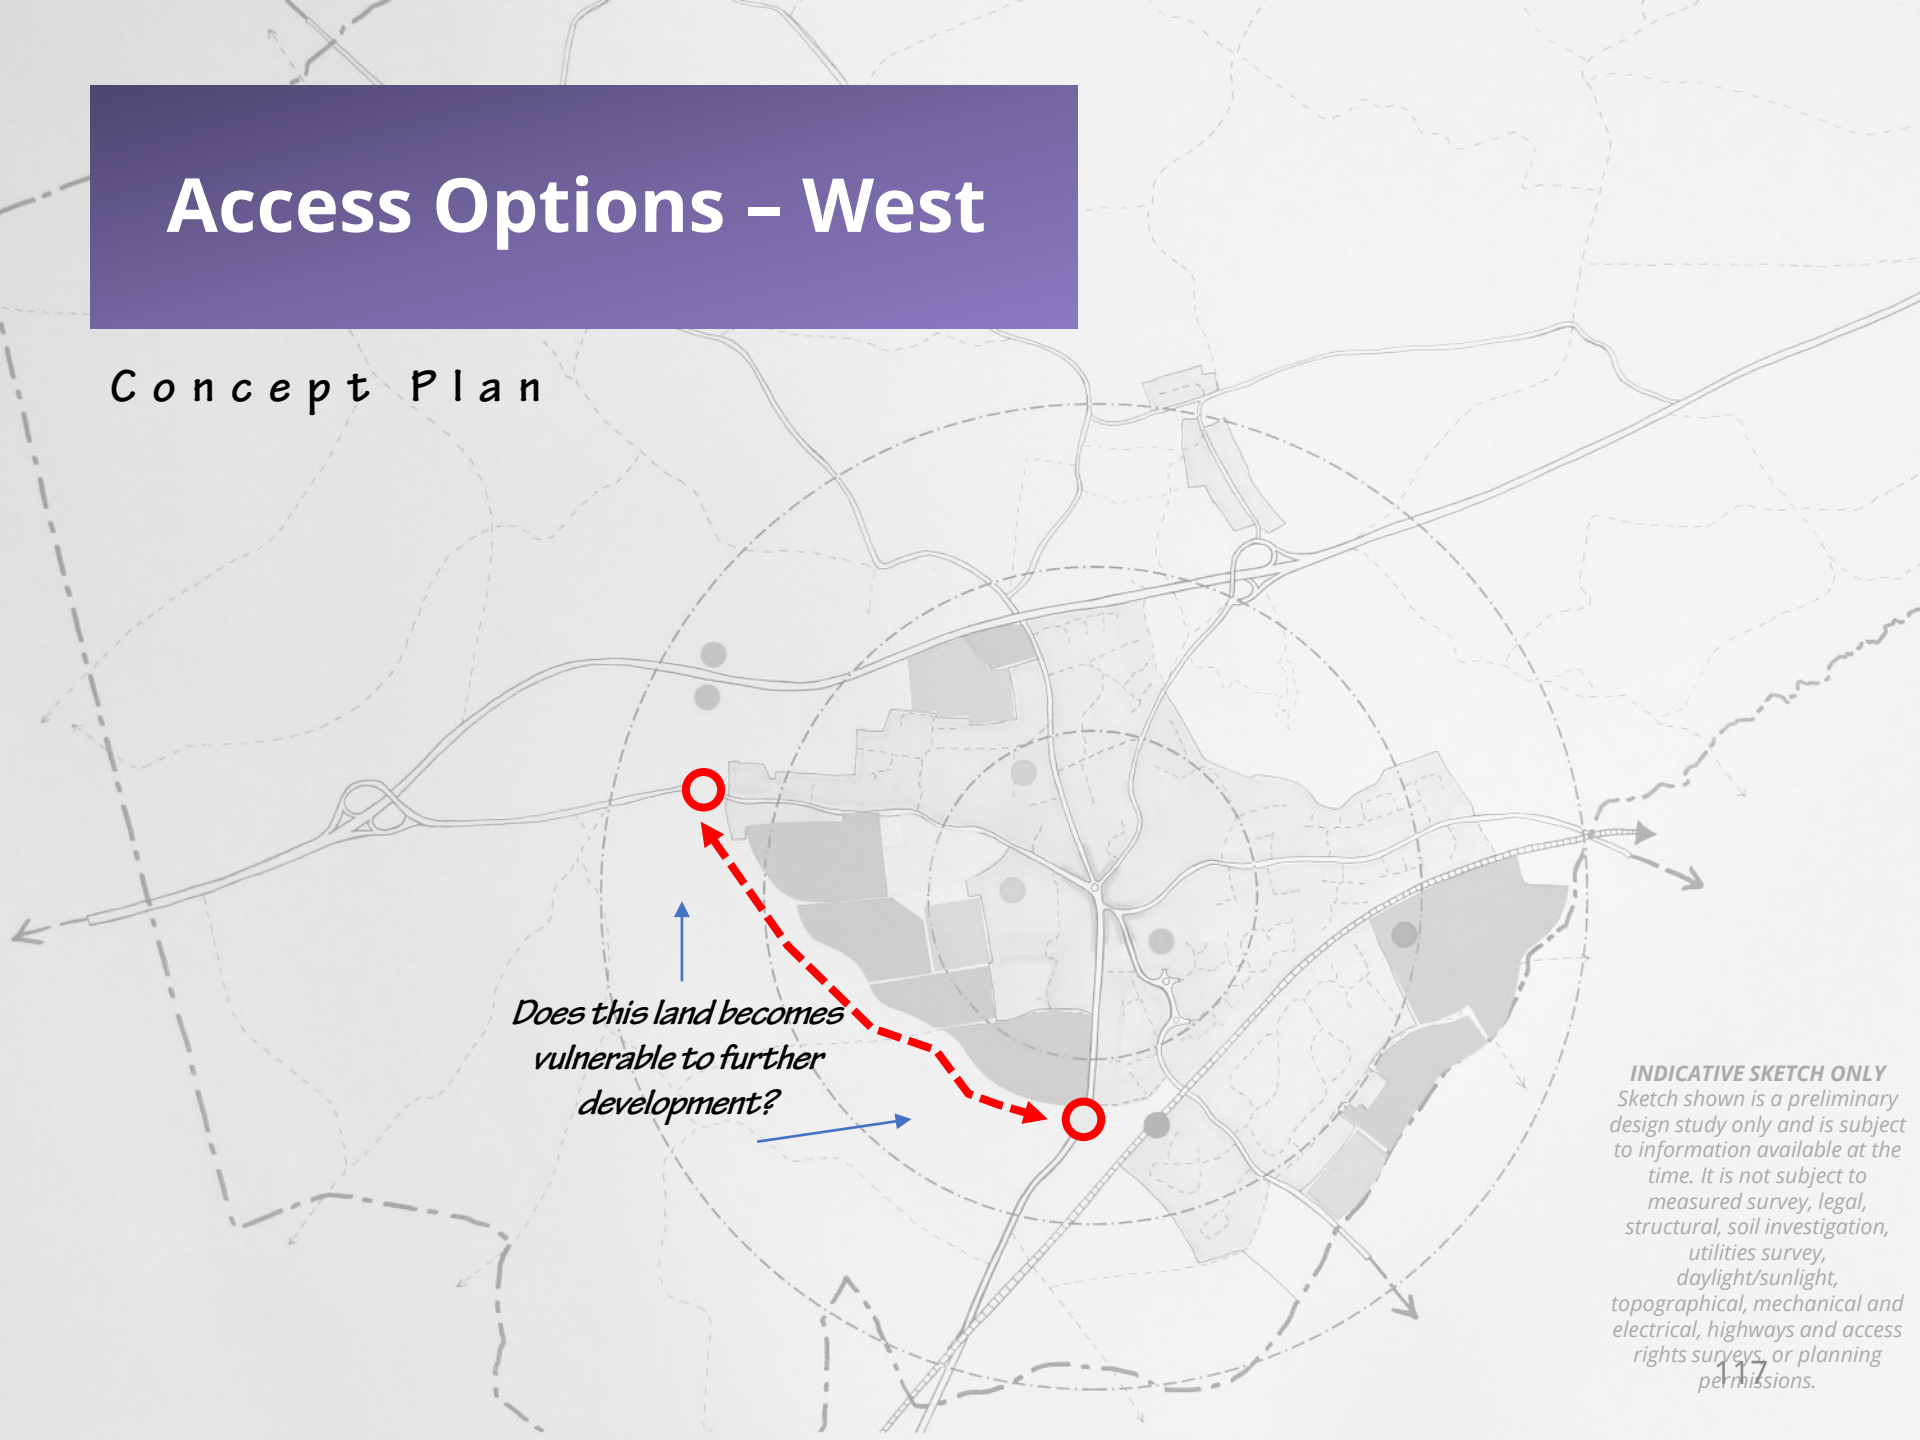 Access Options – West
Concept Plan
Does this land becomes
vulnerable to further
development?
INDICATIVE SKETCH ONLY
Sketch shown is a preliminary
design study only and is subject
to information available at the
time. It is not subject to
measured survey, legal,
structural, soil investigation,
utilities survey,
daylight/sunlight,
topographical, mechanical and
electrical, highways and access
rights surveys, or planning
permissions.
117